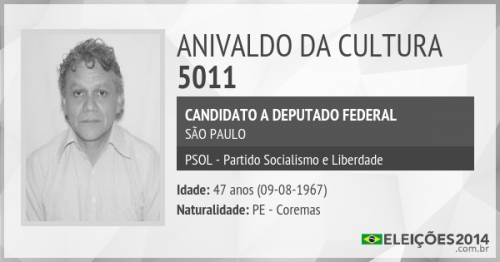 ANIVALDO DA CULTURA
5011
CANDIDATO A DEPUTADO FEDERAL
SÃO PAULO
PSOL - Partido Socialismo e Liberdade
Idade: 47 anos (09-08-1967)
Naturalidade: PE - Coremas
ELEIÇÕES2014
.com.br